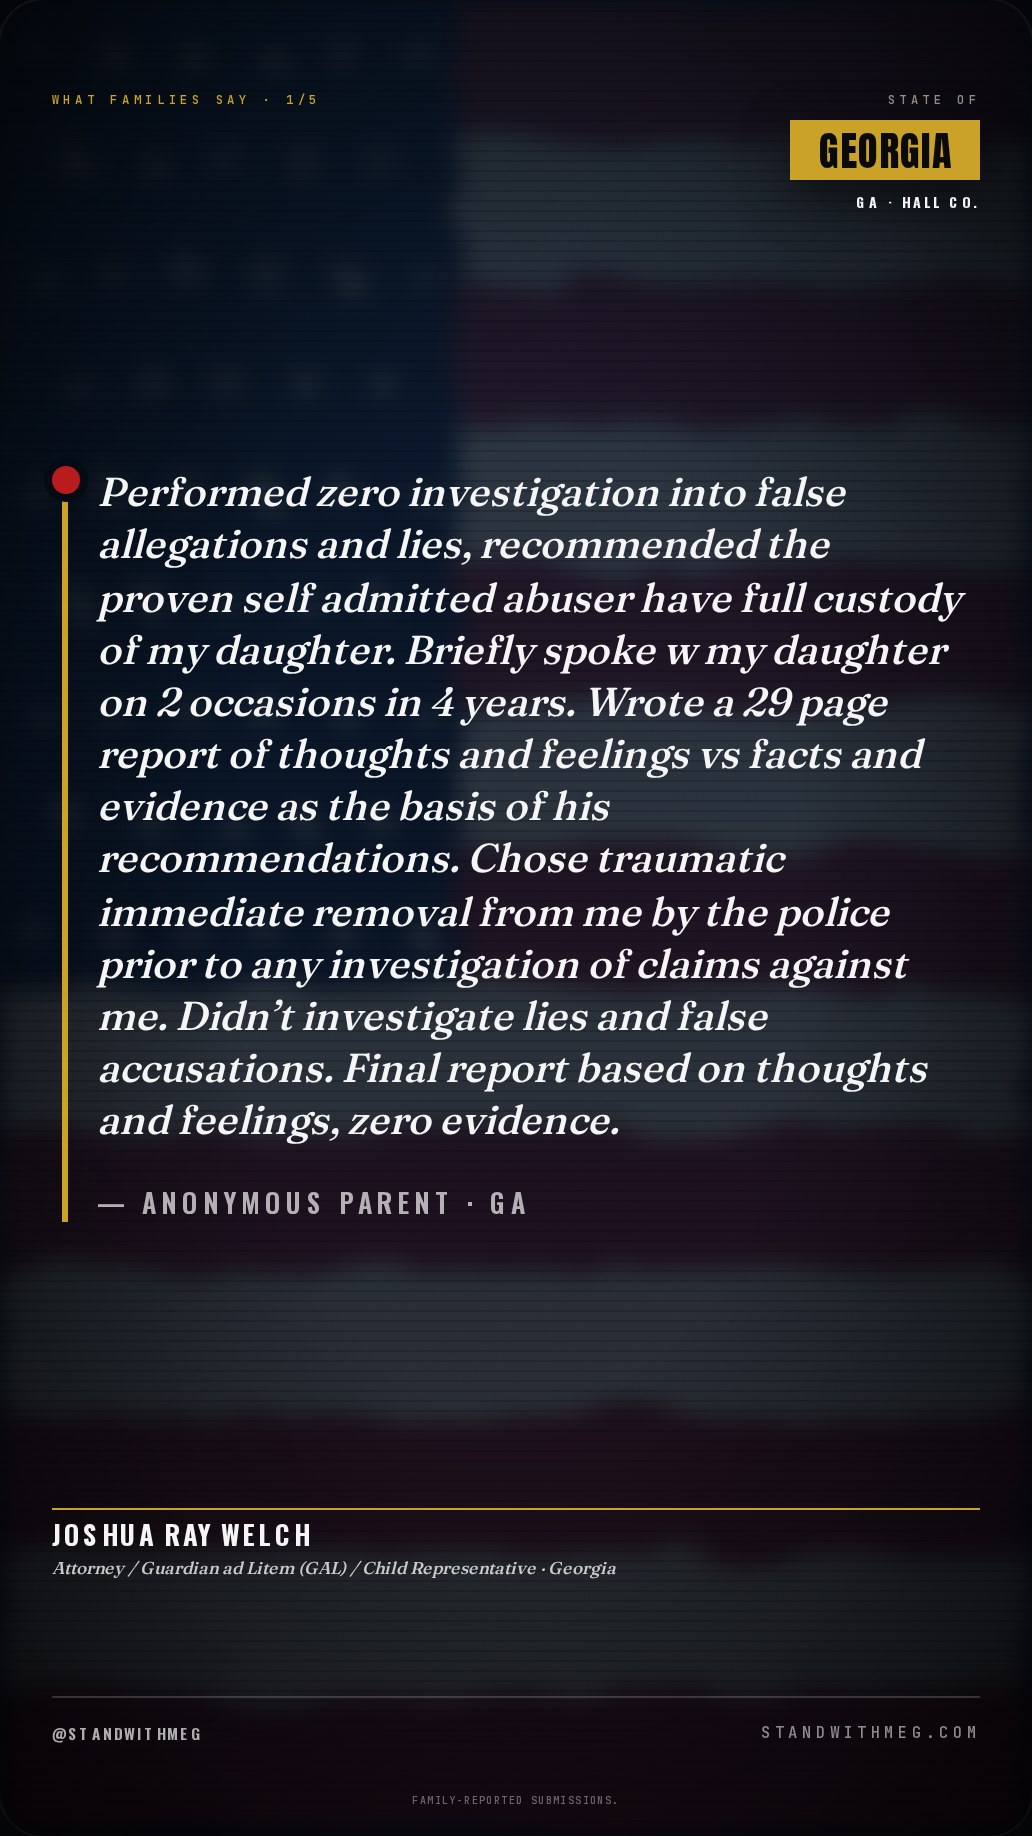 WHAT FAMILIES SAY · 1/5
STATE OF
GEORGIA
GA · HALL CO.
Performed zero investigation into false
allegations and lies, recommended the
proven self admitted abuser have full custody
of my daughter. Briefly spoke w my daughter
on 2 occasions in 4 years. Wrote a 29 page
report of thoughts and feelings vs facts and
evidence as the basis of his
recommendations. Chose traumatic
immediate removal from me by the police
prior to any investigation of claims against
me. Didn’t investigate lies and false
accusations. Final report based on thoughts
and feelings, zero evidence.
— ANONYMOUS PARENT · GA
JOSHUA RAY WELCH
Attorney / Guardian ad Litem (GAL) / Child Representative · Georgia
@STANDWITHMEG
STANDWITHMEG.COM
FAMILY-REPORTED SUBMISSIONS.